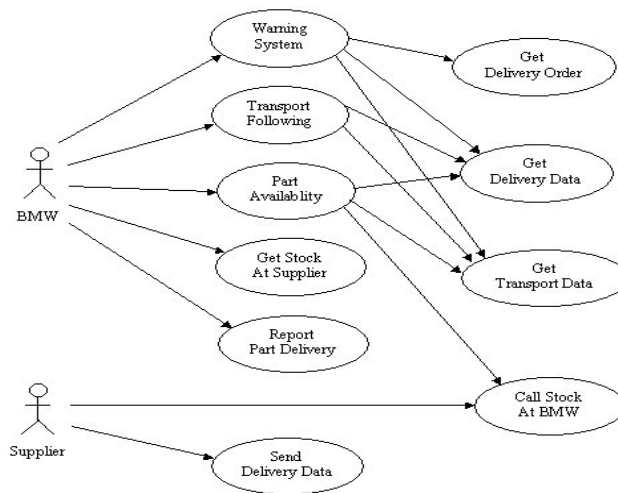 Warning
System
Get
Delivery Order
Transport
Following
Get
Delivery Data
Part
Availablity
BMW
Get Stock
At Supplier
Get
Transport Data
Report
Part Delivery
Call Stock
At BMW
Supplier
Send
Delivery Data